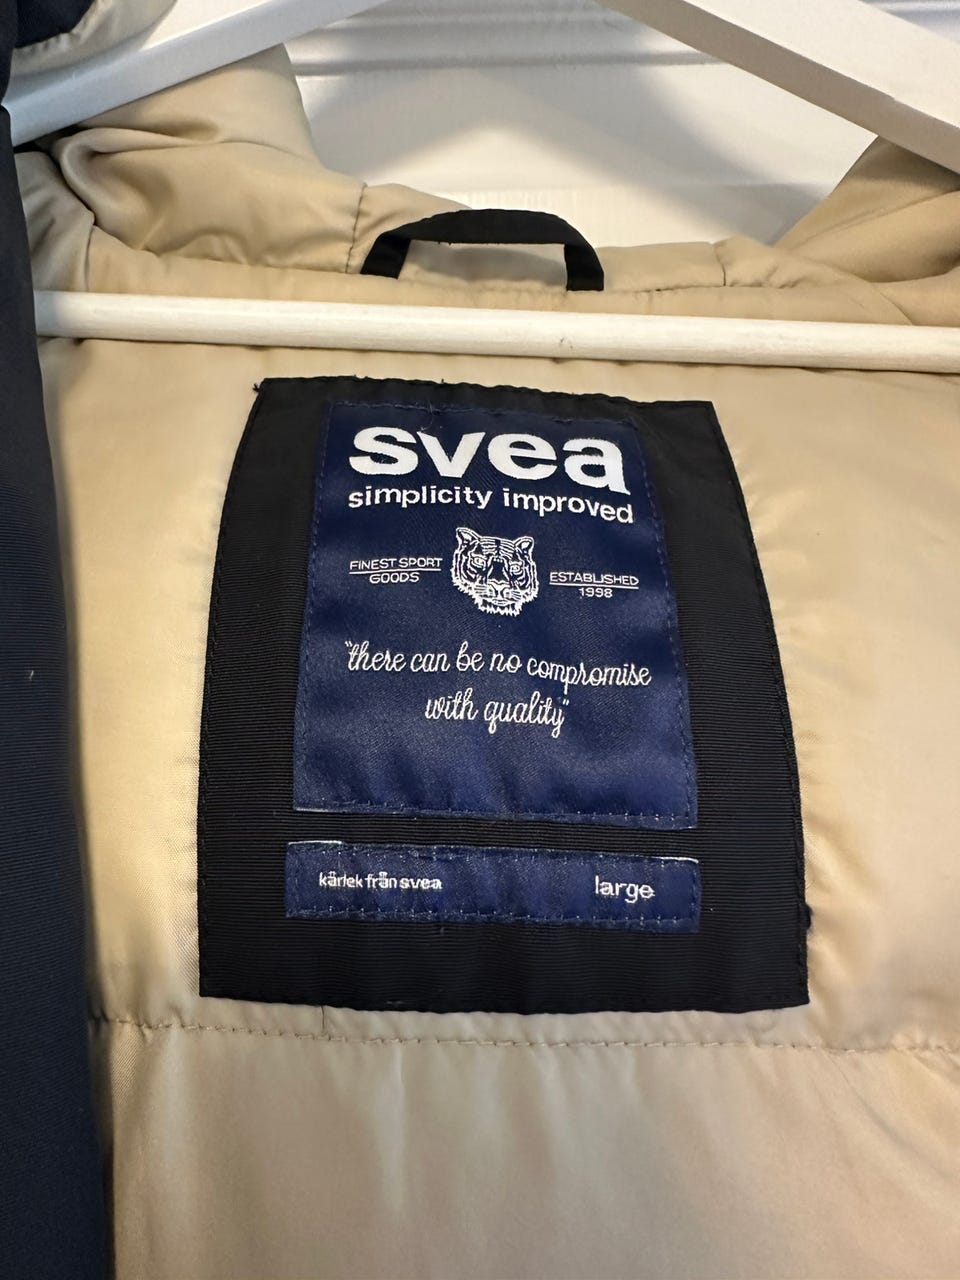 svea
simplicity improved
FINEST SPORT
GOODS
ESTABLISHED
1998
"there can be no compromise
with quality"
kärlek från svea
large